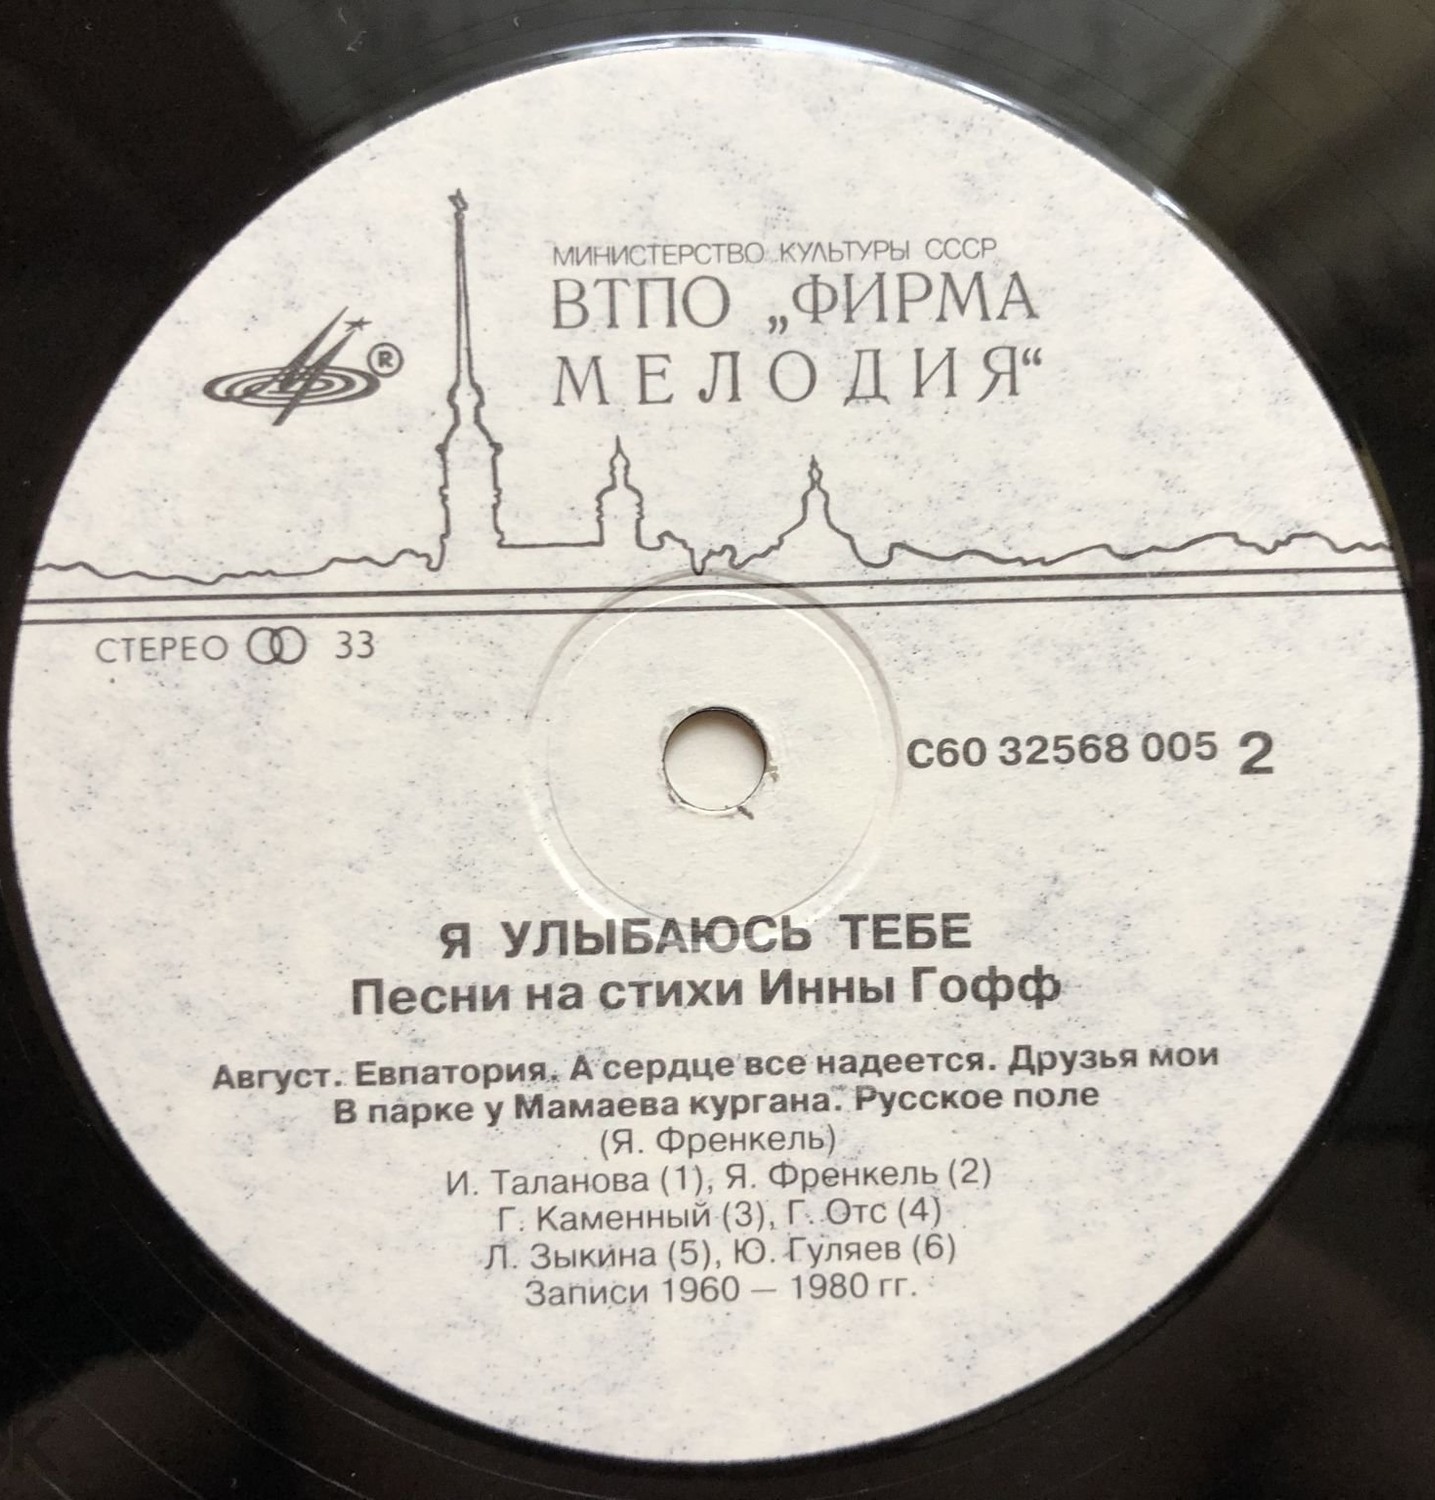 МИНИСТЕРСТВО КУЛЬТУРЫ СССР
ВТПО „ФИРМА
МЕЛОДИЯ“
®
СТЕРЕО 33
С60 32568 005 2
Я УЛЫБАЮСЬ ТЕБЕ
Песни на стихи Инны Гофф
Август. Евпатория. А сердце все надеется. Друзья мои
В парке у Мамаева кургана. Русское поле
(Я. Френкель)
И. Таланова (1), Я. Френкель (2)
Г. Каменный (3), Г. Отс (4)
Л. Зыкина (5), Ю. Гуляев (6)
Записи 1960 – 1980 гг.